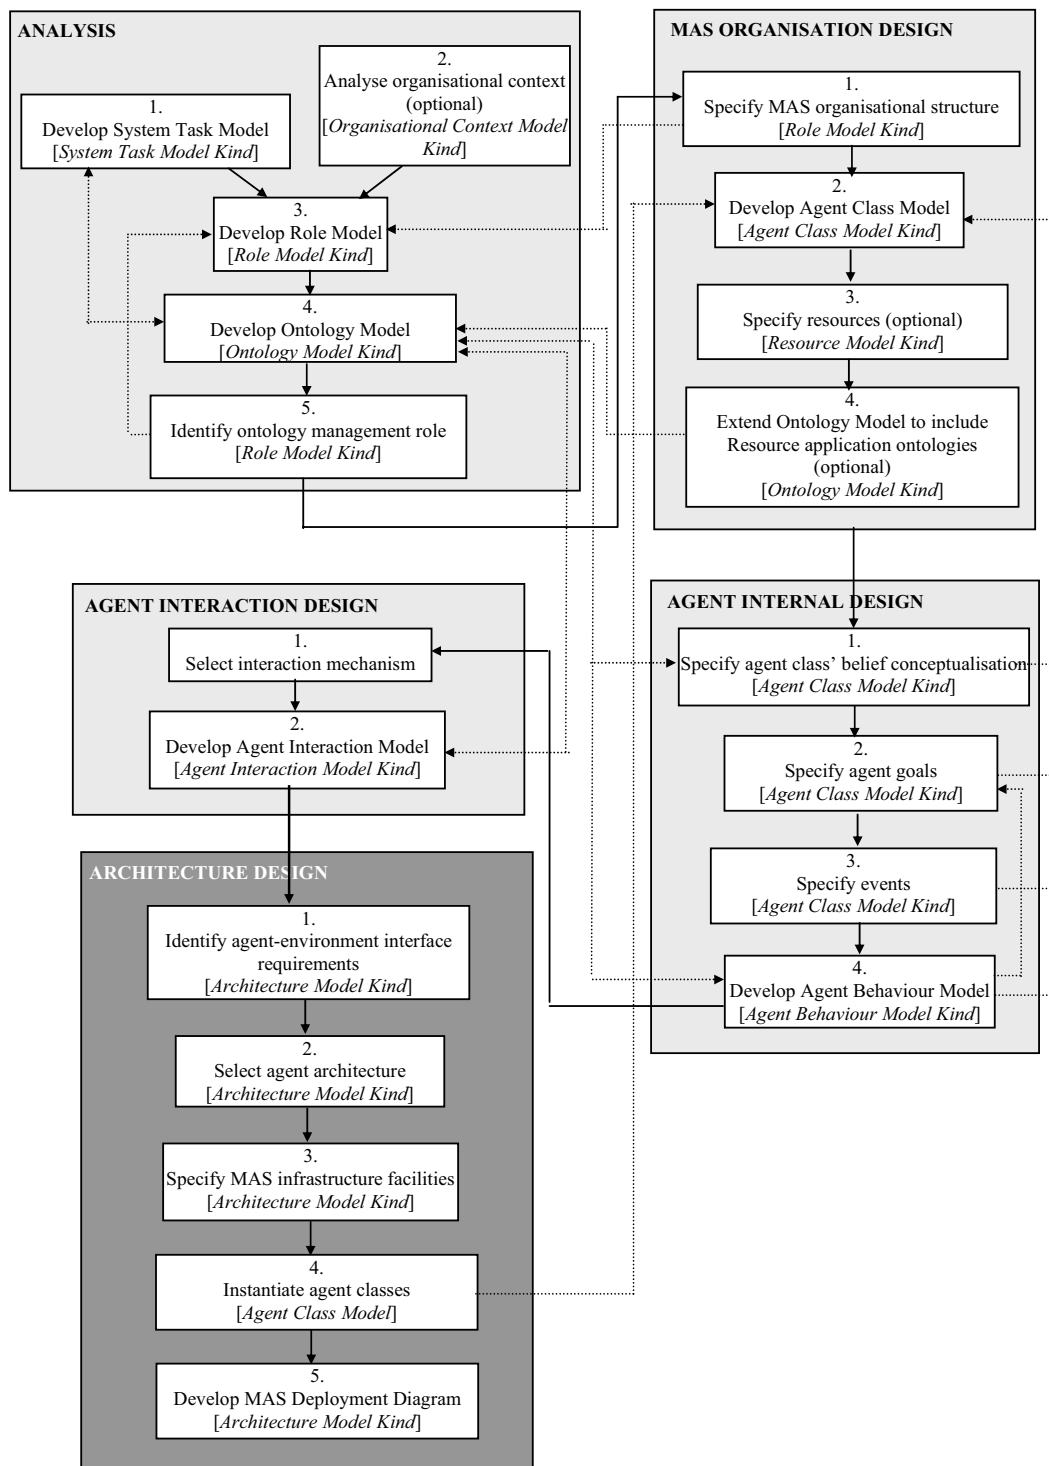 ANALYSIS
1.
Develop System Task Model
[System Task Model Kind]
2.
Analyse organisational context
(optional)
[Organisational Context Model
Kind]
3.
Develop Role Model
[Role Model Kind]
4.
Develop Ontology Model
[Ontology Model Kind]
5.
Identify ontology management role
[Role Model Kind]
MAS ORGANISATION DESIGN
1.
Specify MAS organisational structure
[Role Model Kind]
2.
Develop Agent Class Model
[Agent Class Model Kind]
3.
Specify resources (optional)
[Resource Model Kind]
4.
Extend Ontology Model to include
Resource application ontologies
(optional)
[Ontology Model Kind]
AGENT INTERACTION DESIGN
1.
Select interaction mechanism
2.
Develop Agent Interaction Model
[Agent Interaction Model Kind]
AGENT INTERNAL DESIGN
1.
Specify agent class’ belief conceptualisation
[Agent Class Model Kind]
2.
Specify agent goals
[Agent Class Model Kind]
3.
Specify events
[Agent Class Model Kind]
4.
Develop Agent Behaviour Model
[Agent Behaviour Model Kind]
ARCHITECTURE DESIGN
1.
Identify agent-environment interface
requirements
[Architecture Model Kind]
2.
Select agent architecture
[Architecture Model Kind]
3.
Specify MAS infrastructure facilities
[Architecture Model Kind]
4.
Instantiate agent classes
[Agent Class Model]
5.
Develop MAS Deployment Diagram
[Architecture Model Kind]